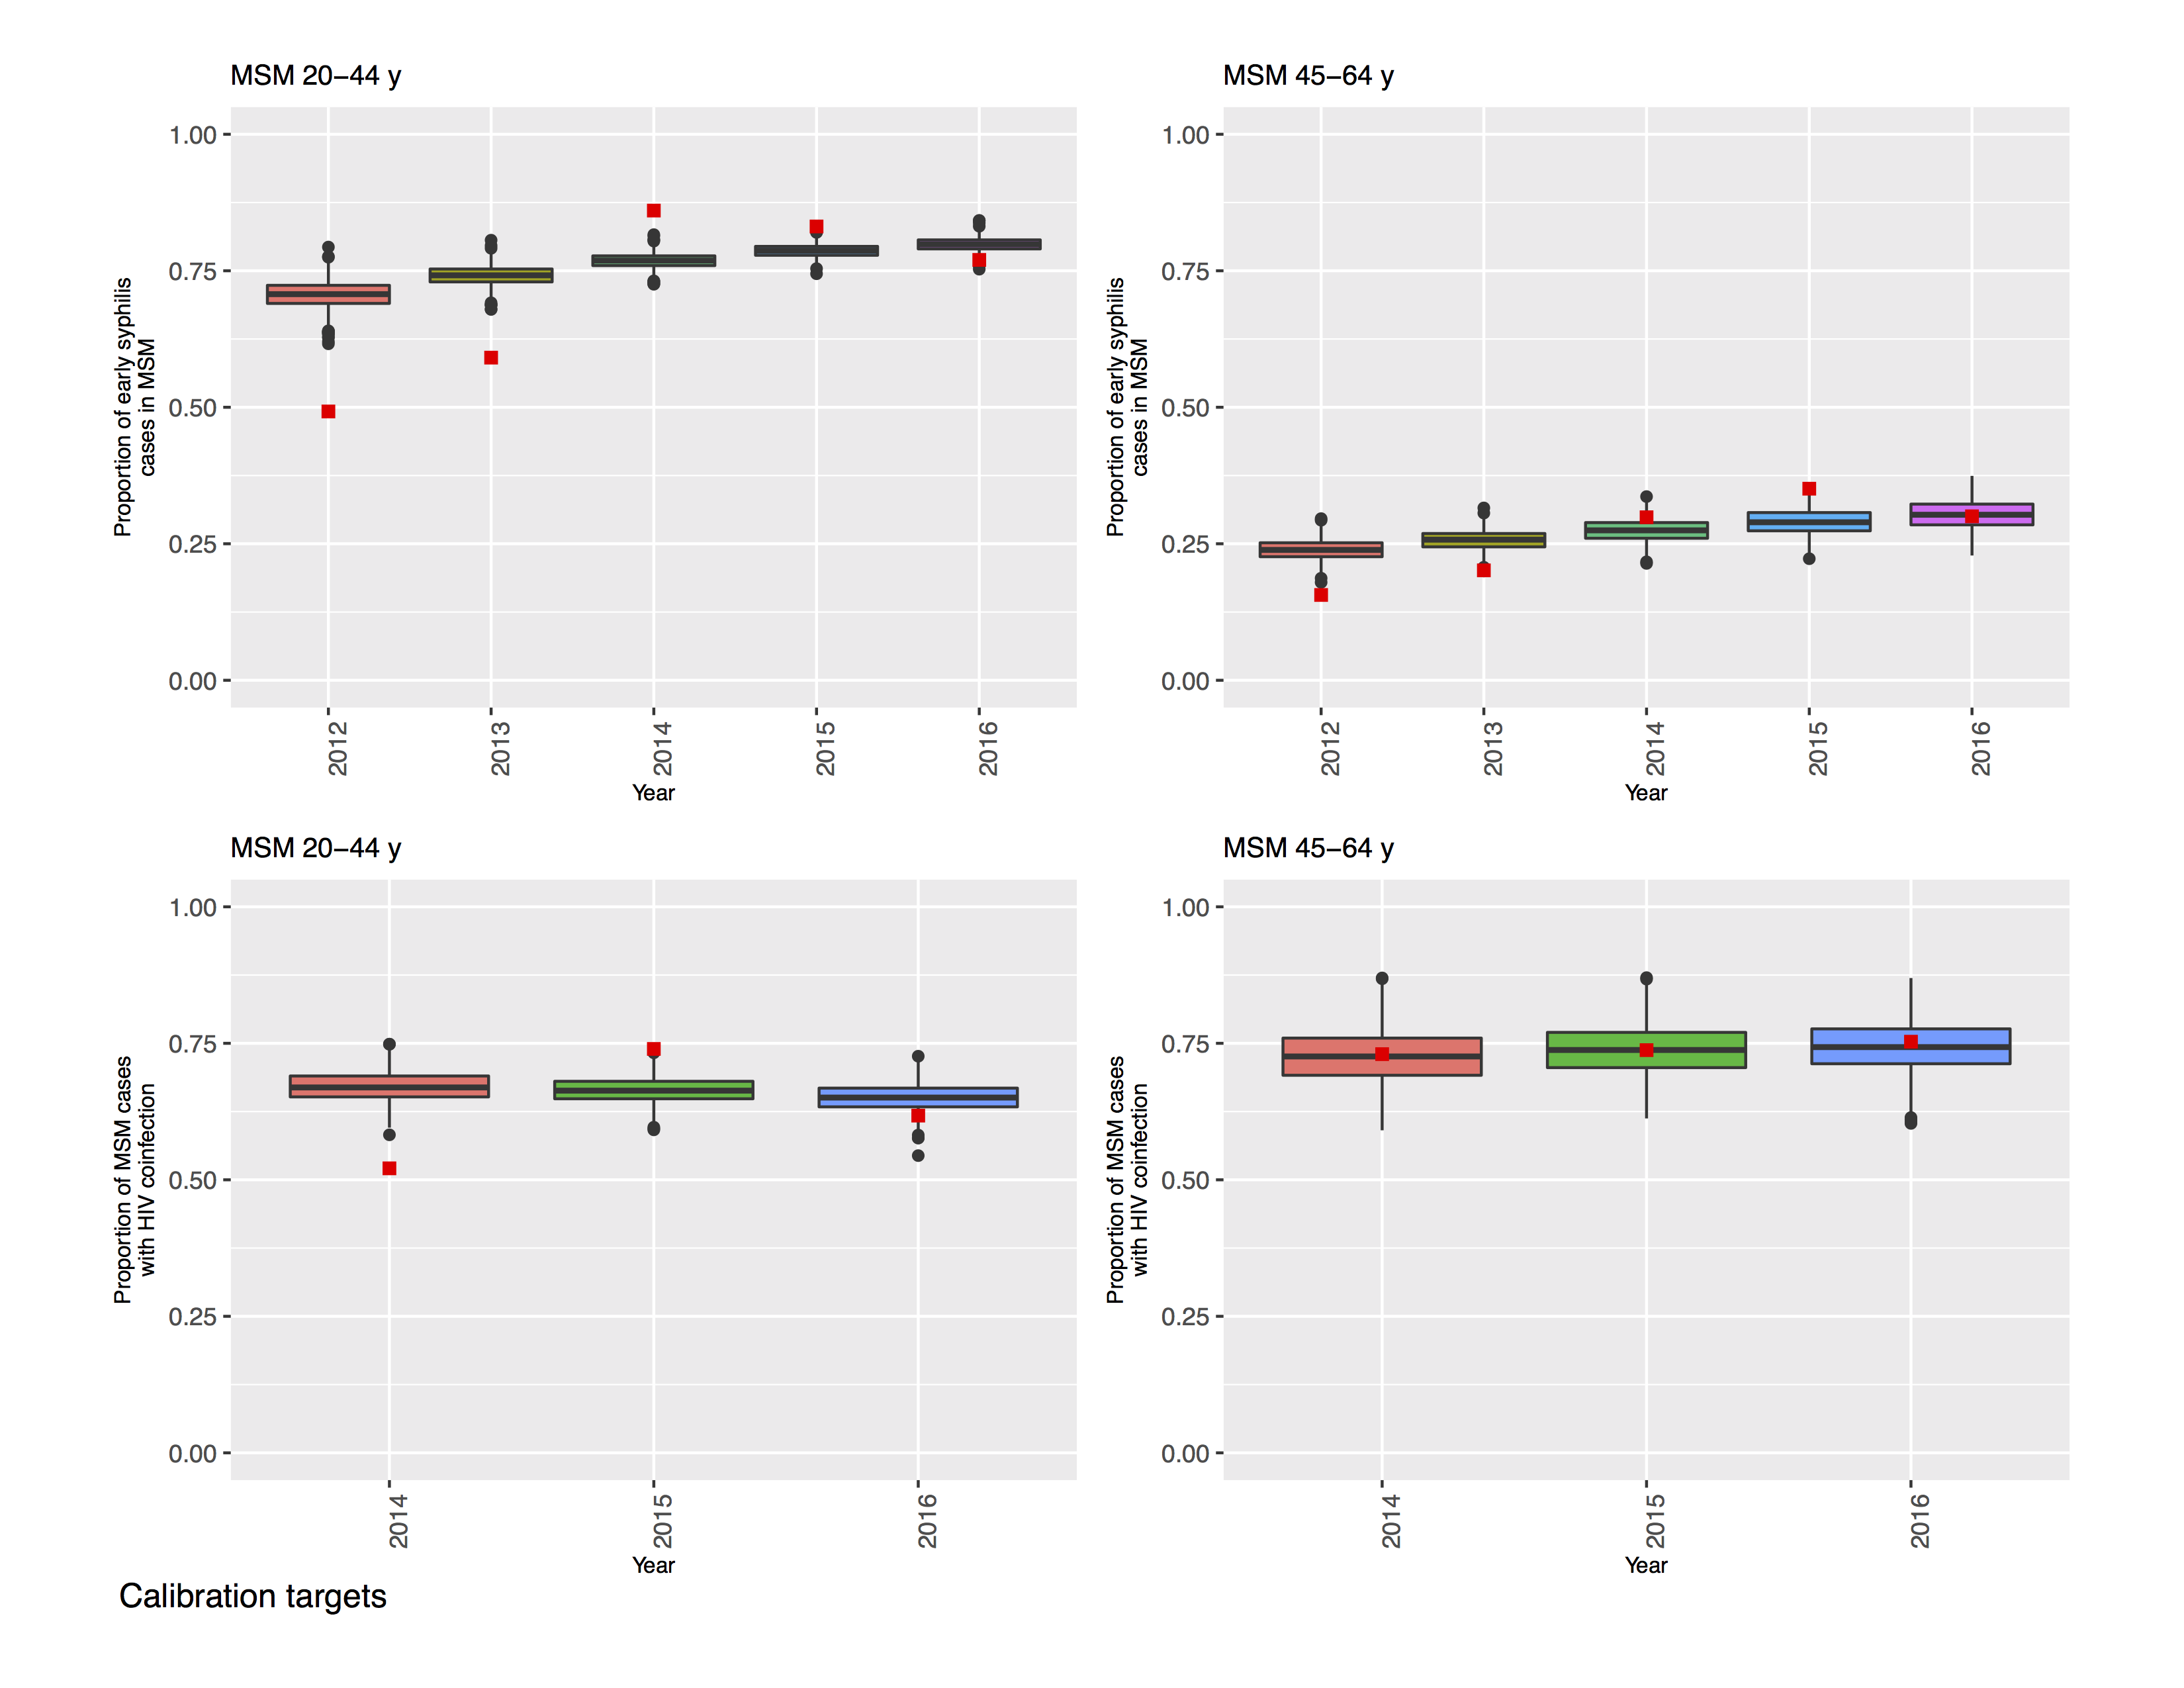 MSM 20−44 y
Proportion of early syphilis
cases in MSM
1.00
0.75
0.50
0.25
0.00
2012
2013
2014
2015
2016
Year
MSM 45−64 y
Proportion of early syphilis
cases in MSM
1.00
0.75
0.50
0.25
0.00
2012
2013
2014
2015
2016
Year
MSM 20−44 y
Proportion of MSM cases
with HIV coinfection
1.00
0.75
0.50
0.25
0.00
2014
2015
2016
Year
MSM 45−64 y
Proportion of MSM cases
with HIV coinfection
1.00
0.75
0.50
0.25
0.00
2014
2015
2016
Year
Calibration targets